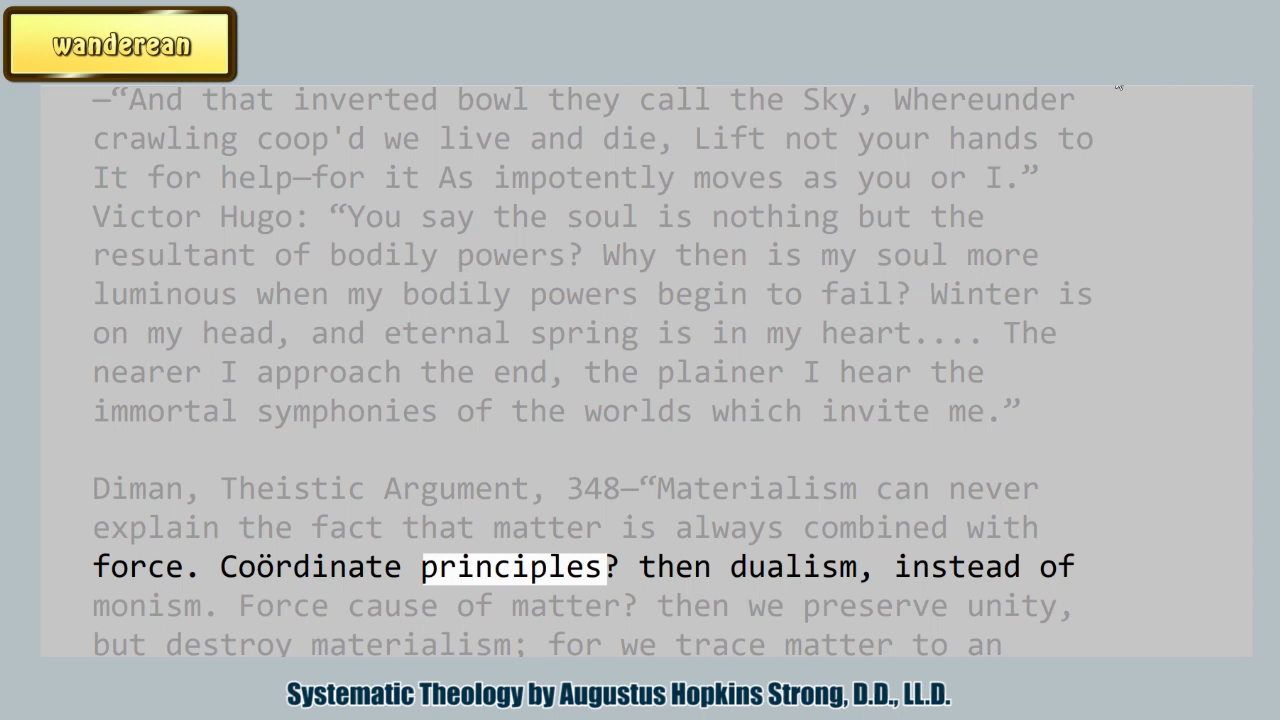 wanderean
—“And that inverted bowl they call the Sky, Whereunder
crawling coop'd we live and die, Lift not your hands to
It for help—for it As impotently moves as you or I.”
Victor Hugo: “You say the soul is nothing but the
resultant of bodily powers? Why then is my soul more
luminous when my bodily powers begin to fail? Winter is
on my head, and eternal spring is in my heart.... The
nearer I approach the end, the plainer I hear the
immortal symphonies of the worlds which invite me.”
Diman, Theistic Argument, 348—“Materialism can never
explain the fact that matter is always combined with
force. Coördinate principles? then dualism, instead of
monism. Force cause of matter? then we preserve unity,
but destroy materialism; for we trace matter to an
Systematic Theology by Augustus Hopkins Strong, D.D., LL.D.